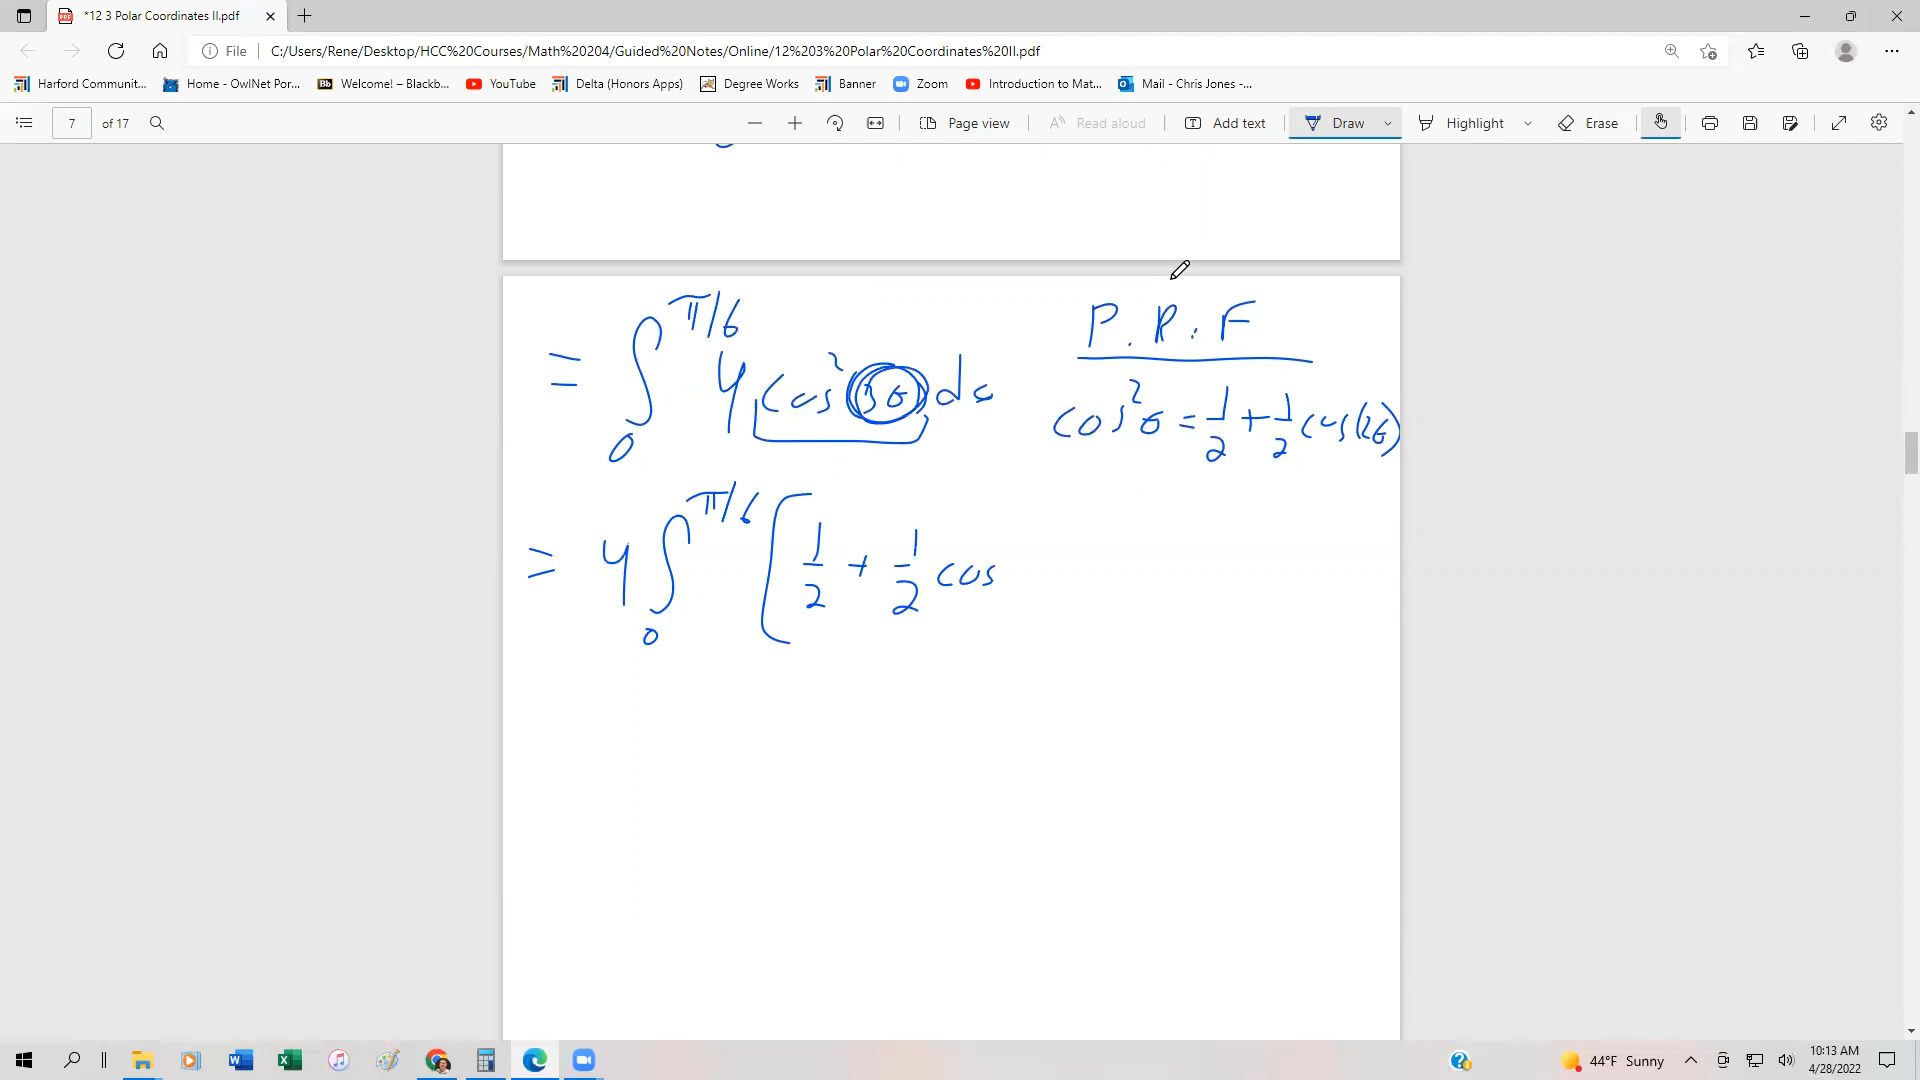 *12 3 Polar Coordinates II.pdf
File C:/Users/Rene/Desktop/HCC%20Courses/Math%20204/Guided%20Notes/Online/12%203%20Polar%20Coordinates%20II.pdf
Harford Communit... Home - OwlNet Por... Welcome! – Blackb... YouTube Delta (Honors Apps) Degree Works Banner Zoom Introduction to Mat... Mail - Chris Jones -...
7 of 17 Page view Read aloud Add text Draw Highlight Erase
P.R.F
= ∫₀^(π/6) 4cos²(3θ)dθ
cos²θ = 1/2 + 1/2 cos(2θ)
= 4∫₀^(π/6) [1/2 + 1/2 cos
44°F Sunny 10:13 AM
4/28/2022